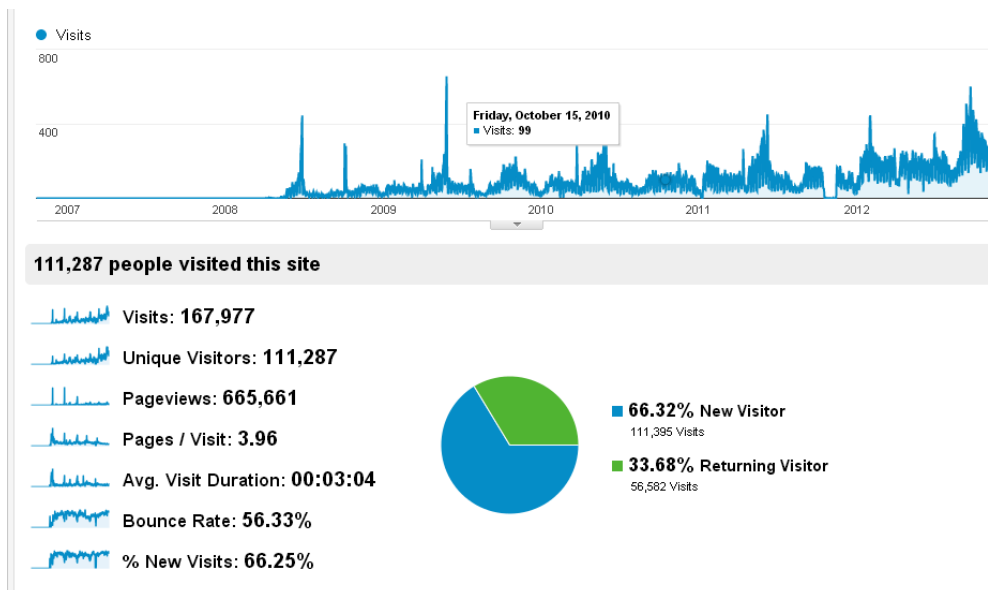 Visits
800
Friday, October 15, 2010
Visits: 99
400
2007 2008 2009 2010 2011 2012
111,287 people visited this site
Visits: 167,977
Unique Visitors: 111,287
Pageviews: 665,661
Pages / Visit: 3.96
Avg. Visit Duration: 00:03:04
Bounce Rate: 56.33%
% New Visits: 66.25%
66.32% New Visitor
111,395 Visits
33.68% Returning Visitor
56,582 Visits